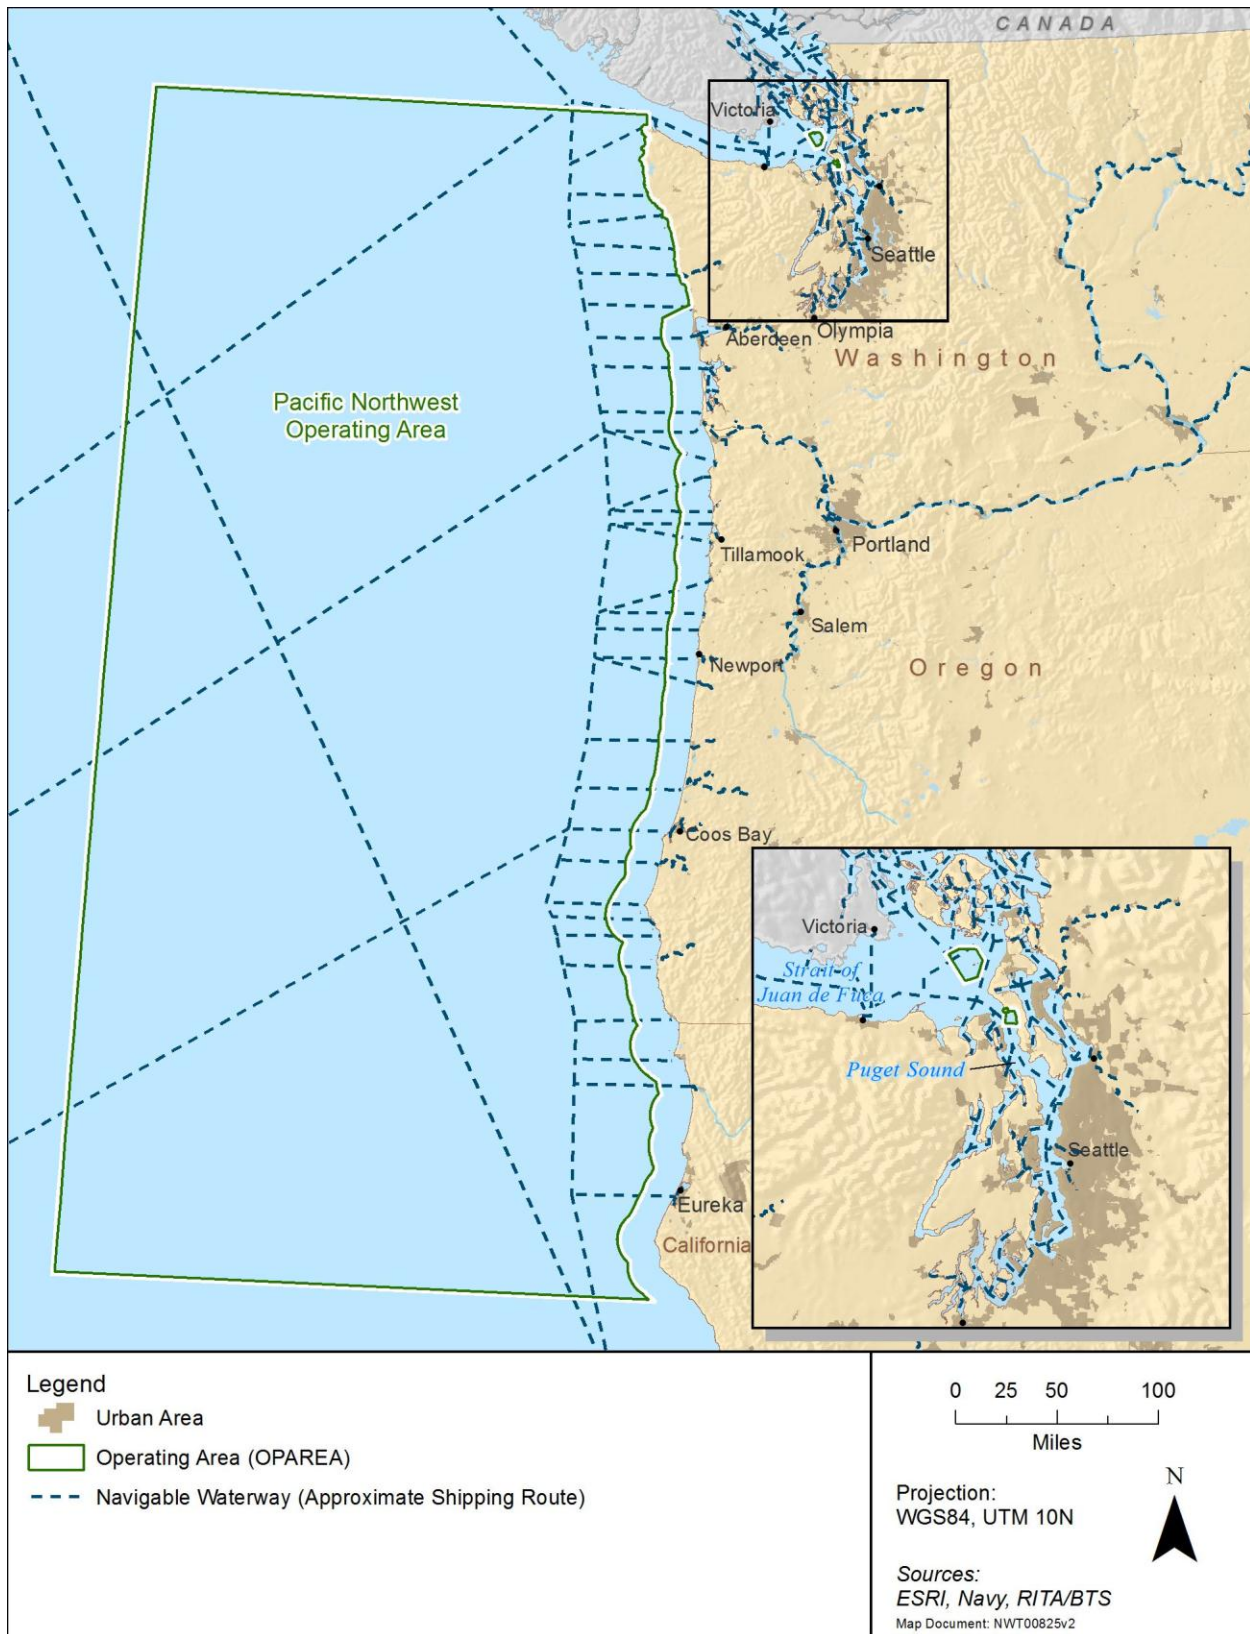 CANADA
Victoria
Seattle
Olympia
Aberdeen
Washington
Pacific Northwest
Operating Area
Portland
Tillamook
Salem
Newport
Oregon
Coos Bay
Eureka
California
Victoria
Strait of
Juan de Fuca
Puget Sound
Seattle
Legend
Urban Area
Operating Area (OPAREA)
Navigable Waterway (Approximate Shipping Route)
0 25 50 100
Miles
N
Projection:
WGS84, UTM 10N
Sources:
ESRI, Navy, RITA/BTS
Map Document: NWT00825v2